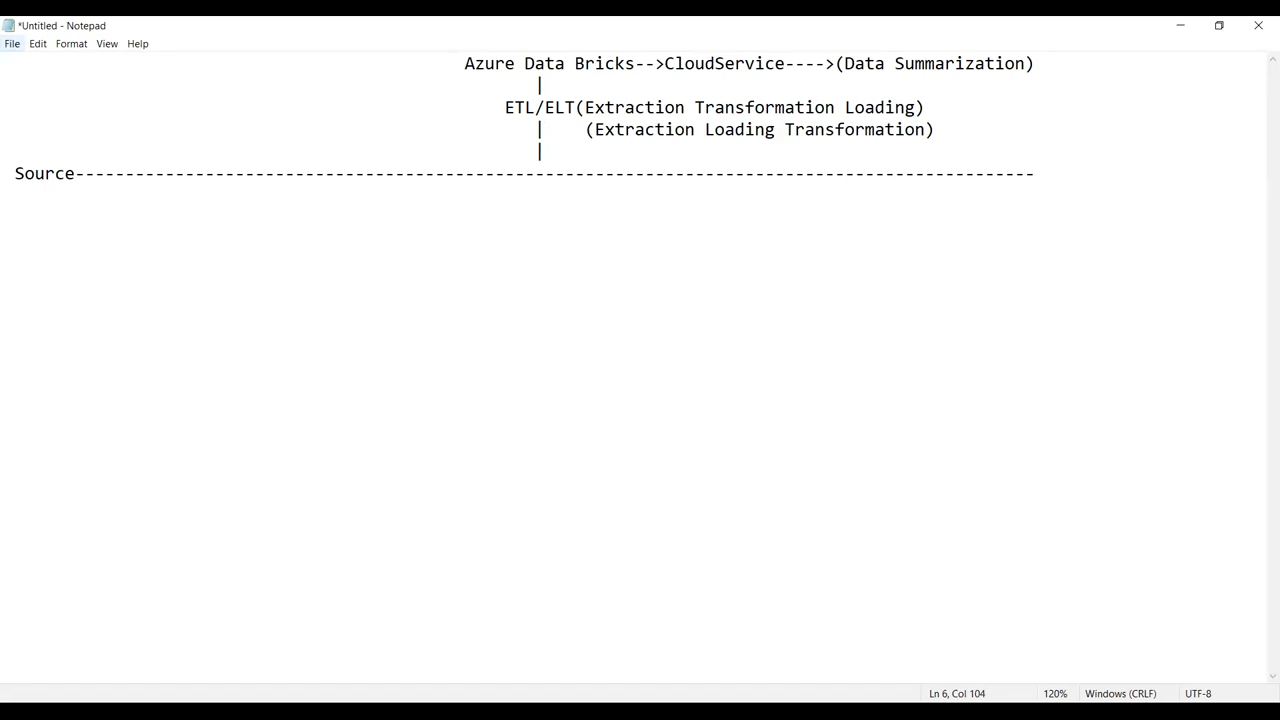 *Untitled - Notepad
File Edit Format View Help
Azure Data Bricks-->CloudService---->(Data Summarization)
|
ETL/ELT(Extraction Transformation Loading)
| (Extraction Loading Transformation)
|
Source------------------------------------------------------------------------------------------------
Ln 6, Col 104 120% Windows (CRLF) UTF-8